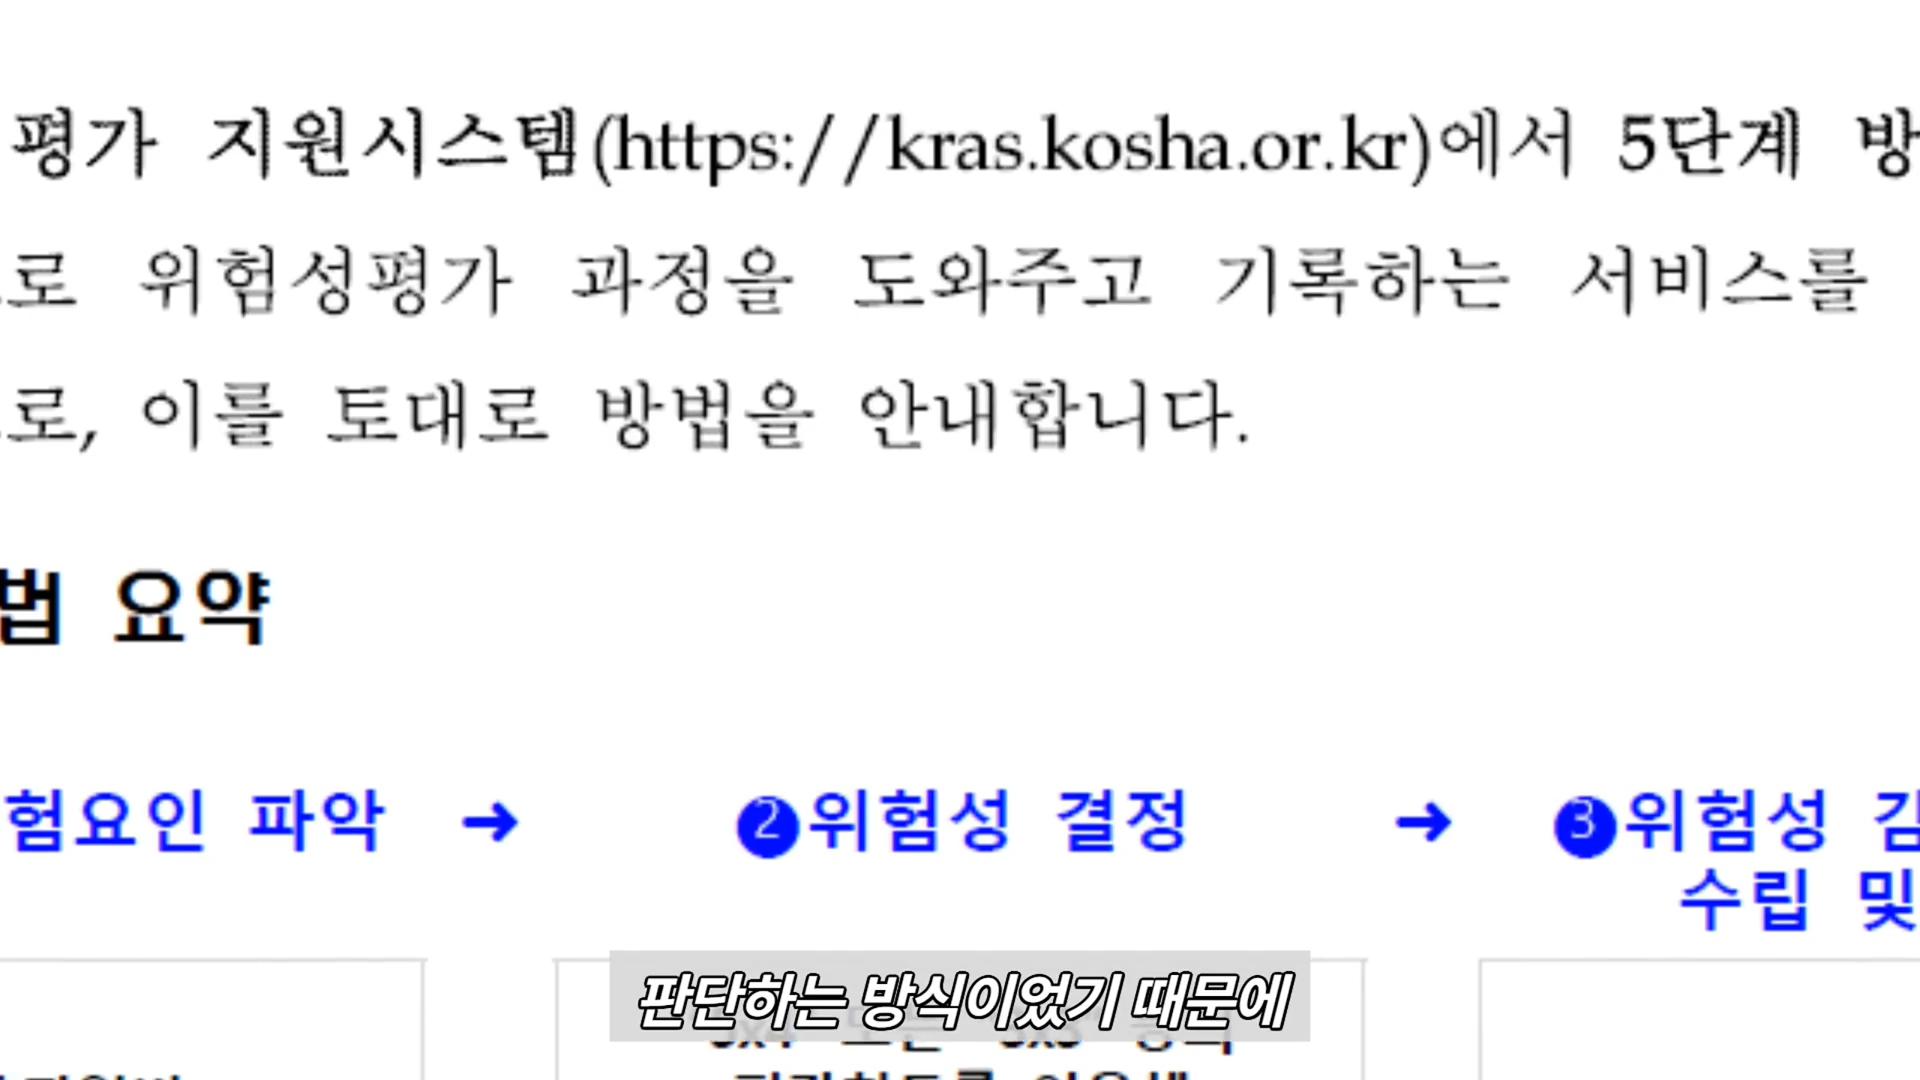 평가 지원시스템(https://kras.kosha.or.kr)에서 5단계 방
로 위험성평가 과정을 도와주고 기록하는 서비스를
로, 이를 토대로 방법을 안내합니다.
법 요약
험요인 파악 → ❷위험성 결정 → ❸위험성 감
수립 및
판단하는 방식이었기 때문에